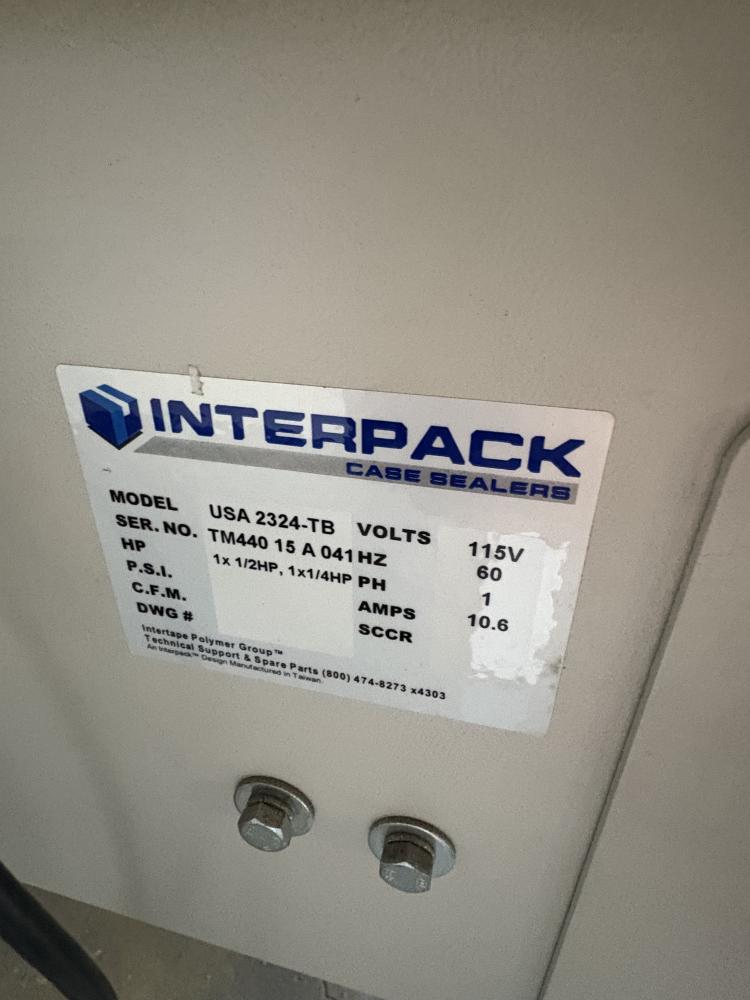 INTERPACK
CASE SEALERS
MODEL USA 2324-TB VOLTS 115V
SER. NO. TM440 15 A 041 HZ 60
HP 1x 1/2HP, 1x1/4HP PH 1
P.S.I. AMPS 10.6
C.F.M. SCCR
DWG #
Intertape Polymer Group™
Technical Support & Spare Parts (800) 474-8273 x4303
An Interpack™ Design Manufactured in Taiwan.